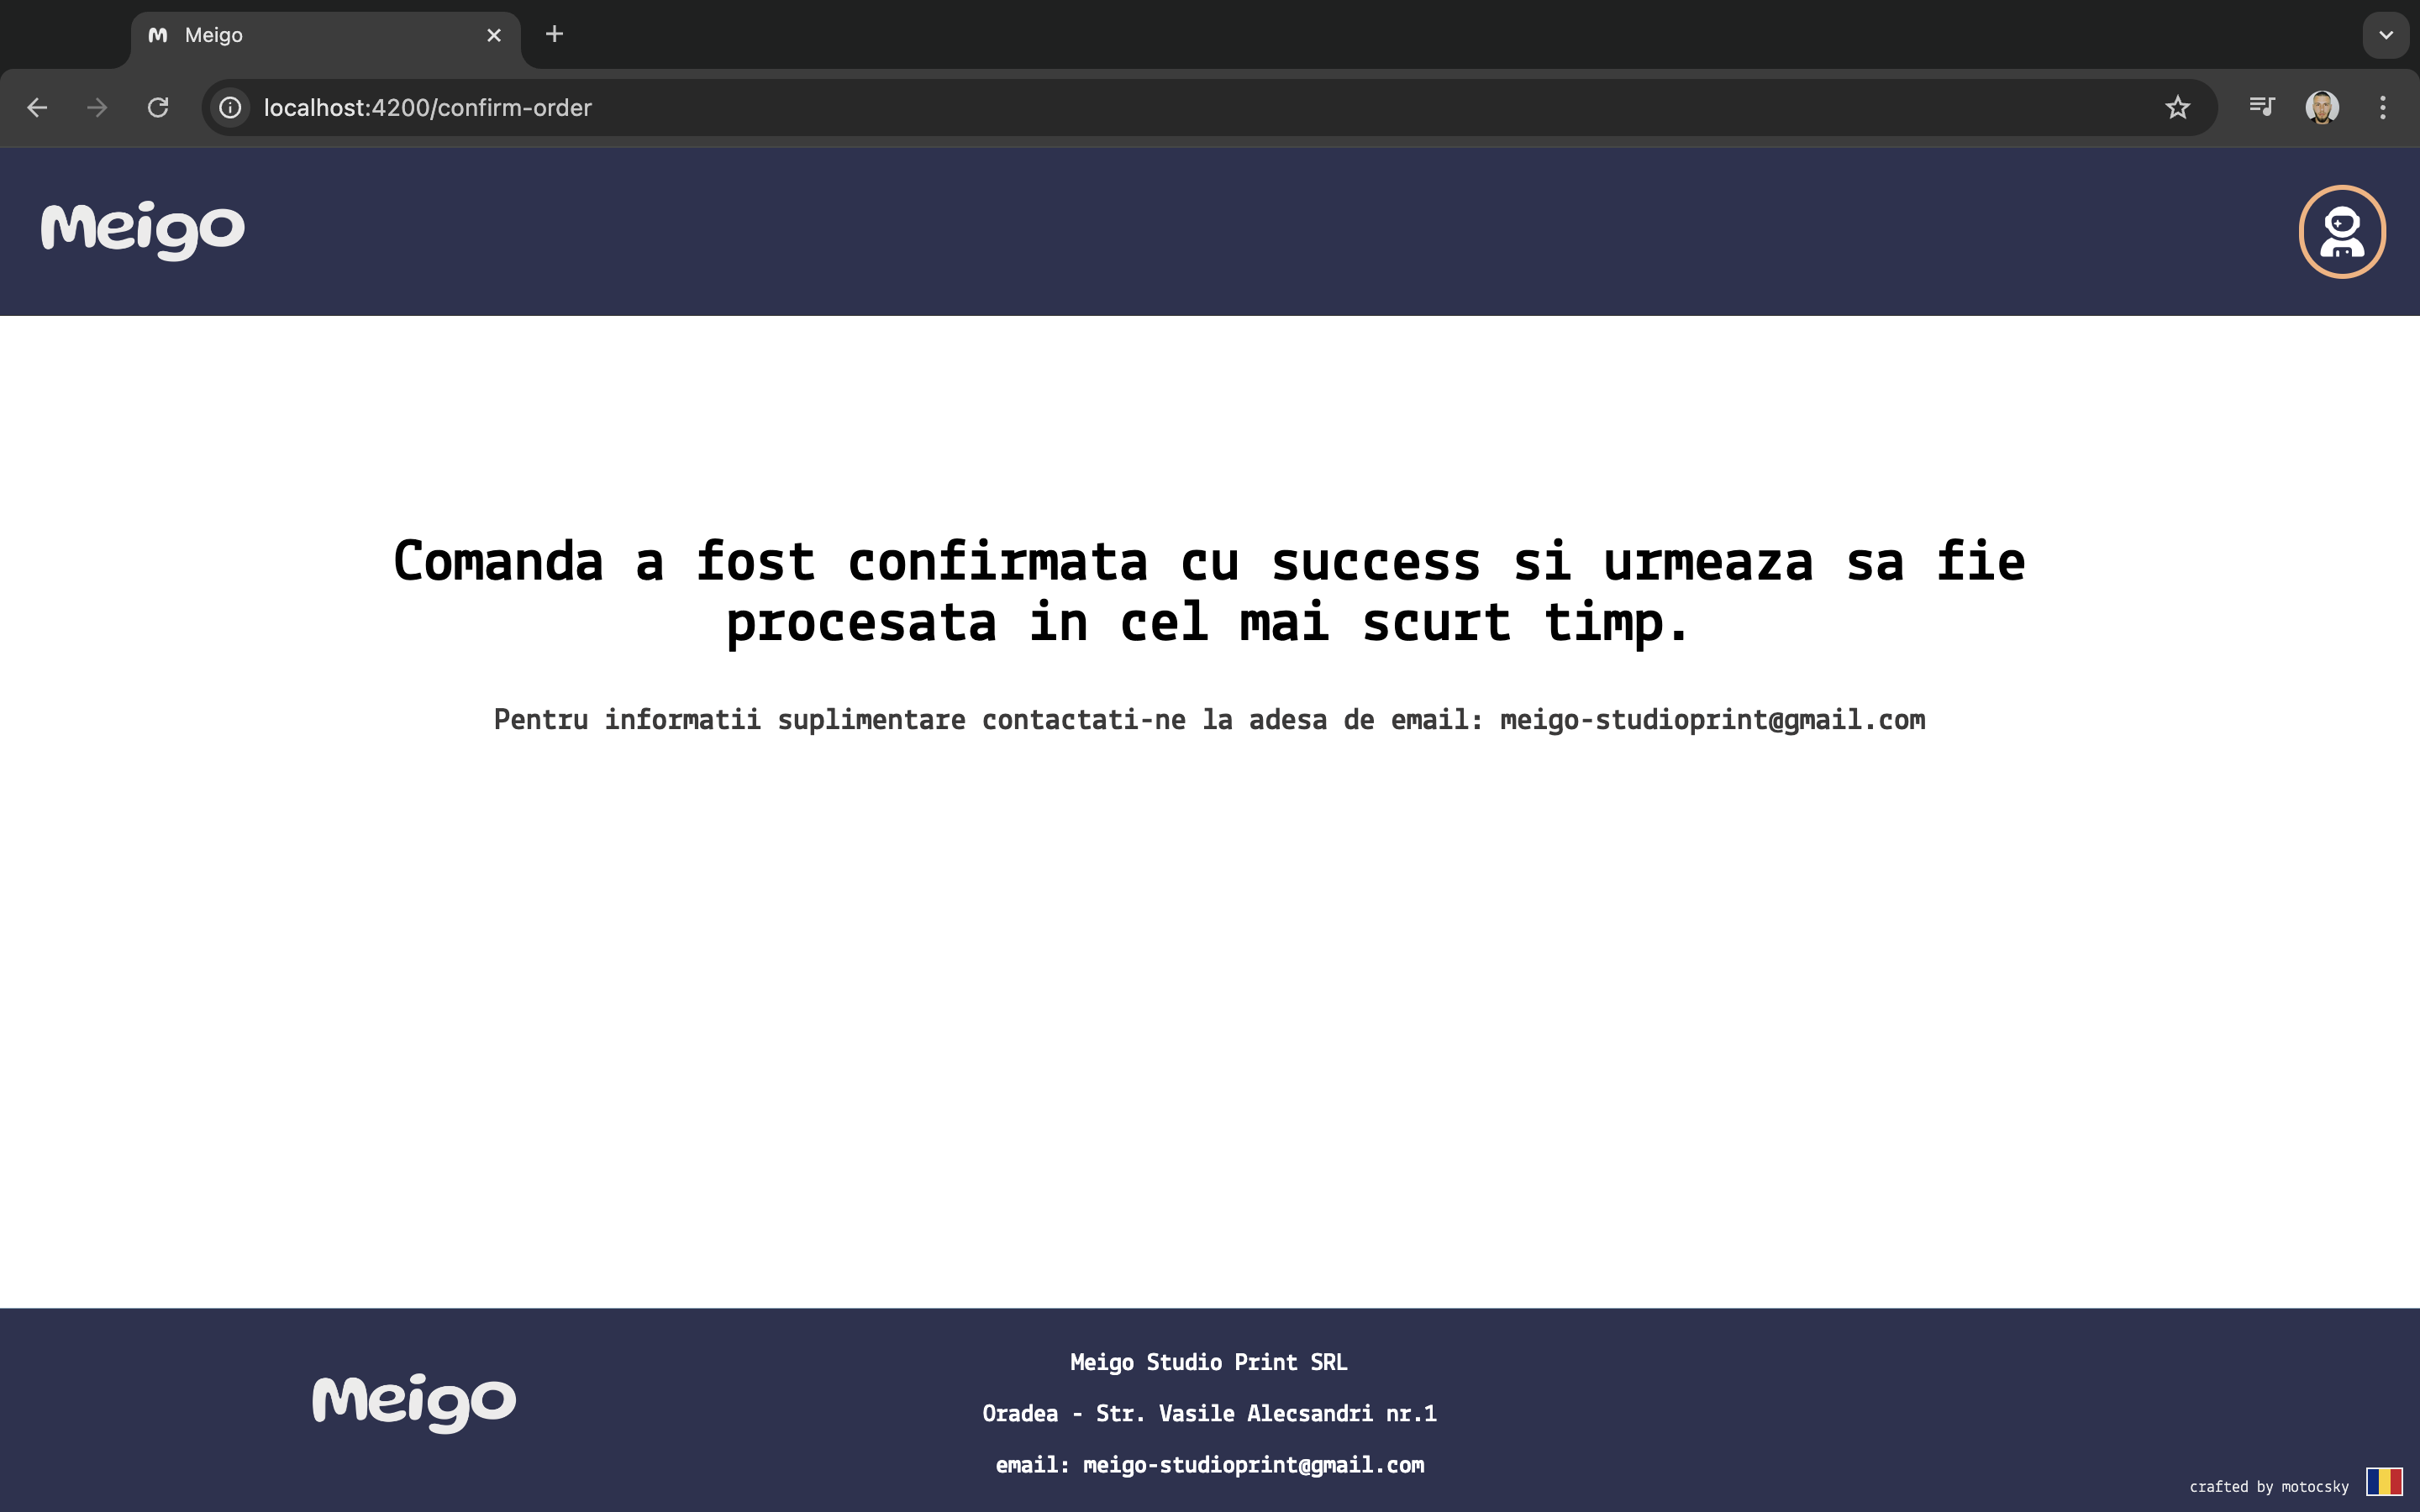 Meigo
localhost:4200/confirm-order
Meigo
Comanda a fost confirmata cu success si urmeaza sa fie
procesata in cel mai scurt timp.
Pentru informatii suplimentare contactati-ne la adesa de email: meigo-studioprint@gmail.com
Meigo
Meigo Studio Print SRL
Oradea - Str. Vasile Alecsandri nr.1
email: meigo-studioprint@gmail.com
crafted by motocsky